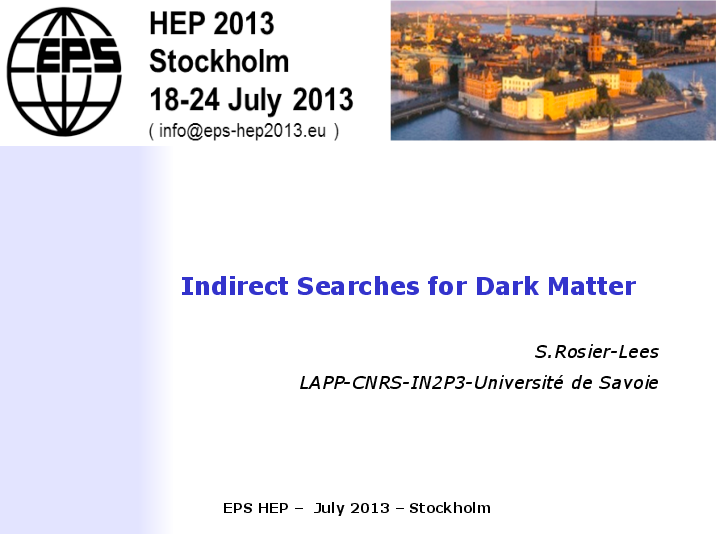 EPS
HEP 2013
Stockholm
18-24 July 2013
( info@eps-hep2013.eu )
Indirect Searches for Dark Matter
S.Rosier-Lees
LAPP-CNRS-IN2P3-Université de Savoie
EPS HEP – July 2013 – Stockholm